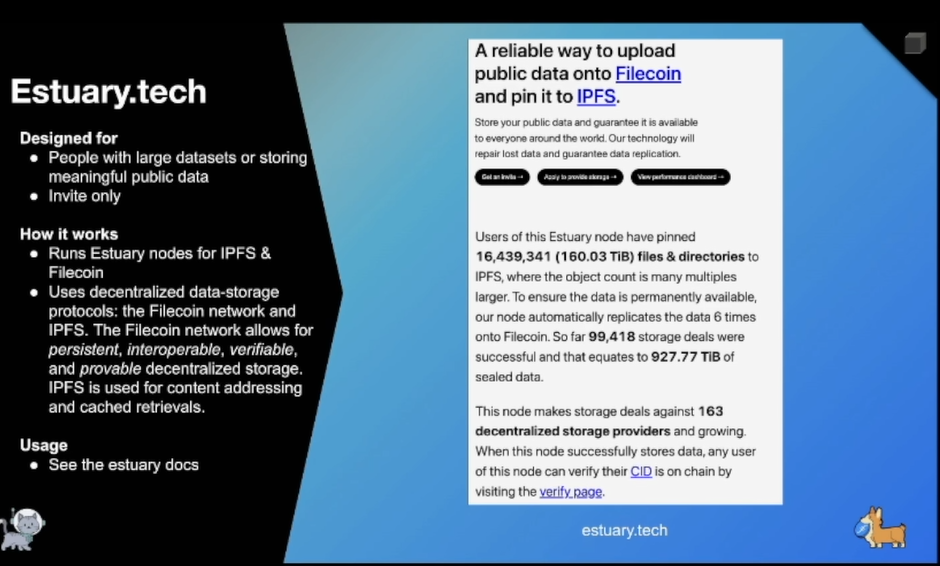 Estuary.tech
Designed for
● People with large datasets or storing
meaningful public data
● Invite only
How it works
● Runs Estuary nodes for IPFS &
Filecoin
● Uses decentralized data-storage
protocols: the Filecoin network and
IPFS. The Filecoin network allows for
persistent, interoperable, verifiable,
and provable decentralized storage.
IPFS is used for content addressing
and cached retrievals.
Usage
● See the estuary docs
A reliable way to upload
public data onto Filecoin
and pin it to IPFS.
Store your public data and guarantee it is available
to everyone around the world. Our technology will
repair lost data and guarantee data replication.
Get an invite → Apply to provide storage → View performance dashboard →
Users of this Estuary node have pinned
16,439,341 (160.03 TiB) files & directories to
IPFS, where the object count is many multiples
larger. To ensure the data is permanently available,
our node automatically replicates the data 6 times
onto Filecoin. So far 99,418 storage deals were
successful and that equates to 927.77 TiB of
sealed data.
This node makes storage deals against 163
decentralized storage providers and growing.
When this node successfully stores data, any user
of this node can verify their CID is on chain by
visiting the verify page.
estuary.tech